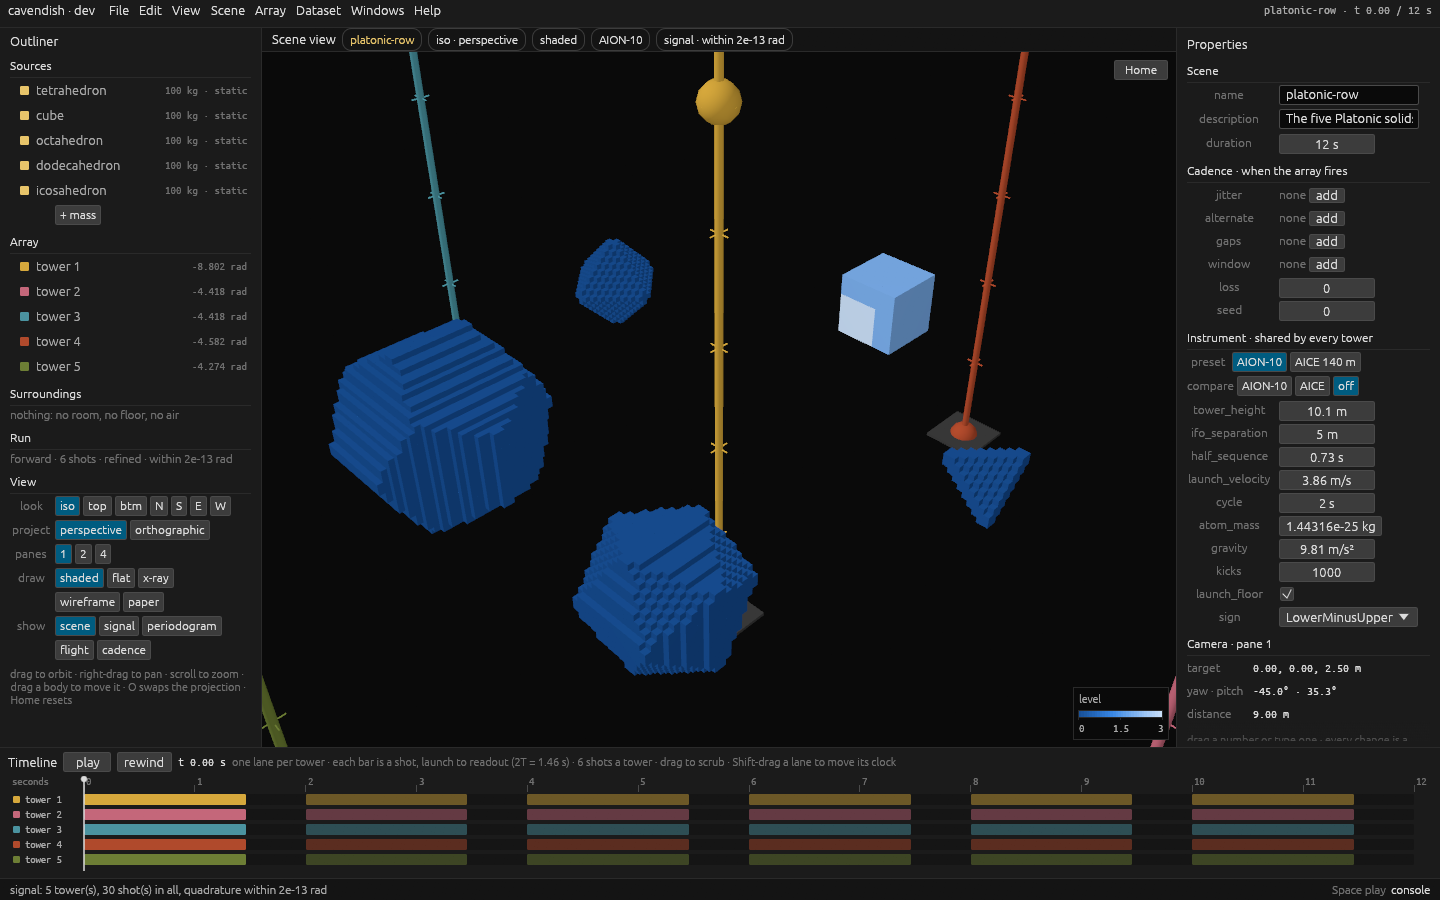 cavendish · dev File Edit View Scene Array Dataset Windows Help
platonic-row · t 0.00 / 12 s
Outliner
Sources
tetrahedron 100 kg · static
cube 100 kg · static
octahedron 100 kg · static
dodecahedron 100 kg · static
icosahedron 100 kg · static
+ mass
Array
tower 1 -8.802 rad
tower 2 -4.418 rad
tower 3 -4.418 rad
tower 4 -4.582 rad
tower 5 -4.274 rad
Surroundings
nothing: no room, no floor, no air
Run
forward · 6 shots · refined · within 2e-13 rad
View
look iso top btm N S E W
project perspective orthographic
panes 1 2 4
draw shaded flat x-ray
wireframe paper
show scene signal periodogram
flight cadence
drag to orbit · right-drag to pan · scroll to zoom ·
drag a body to move it · O swaps the projection ·
Home resets
Scene view platonic-row iso · perspective shaded AION-10 signal · within 2e-13 rad
Home
level
0 1.5 3
Properties
Scene
name platonic-row
description The five Platonic solid
duration 12 s
Cadence · when the array fires
jitter none add
alternate none add
gaps none add
window none add
loss 0
seed 0
Instrument · shared by every tower
preset AION-10 AICE 140 m
compare AION-10 AICE off
tower_height 10.1 m
ifo_separation 5 m
half_sequence 0.73 s
launch_velocity 3.86 m/s
cycle 2 s
atom_mass 1.44316e-25 kg
gravity 9.81 m/s²
kicks 1000
launch_floor
sign LowerMinusUpper
Camera · pane 1
target 0.00, 0.00, 2.50 m
yaw · pitch -45.0° · 35.3°
distance 9.00 m
drag a number or type one · every change is a
Timeline play rewind t 0.00 s one lane per tower · each bar is a shot, launch to readout (2T = 1.46 s) · 6 shots a tower · drag to scrub · Shift-drag a lane to move its clock
seconds 0 1 2 3 4 5 6 7 8 9 10 11 12
tower 1
tower 2
tower 3
tower 4
tower 5
signal: 5 tower(s), 30 shot(s) in all, quadrature within 2e-13 rad
Space play console